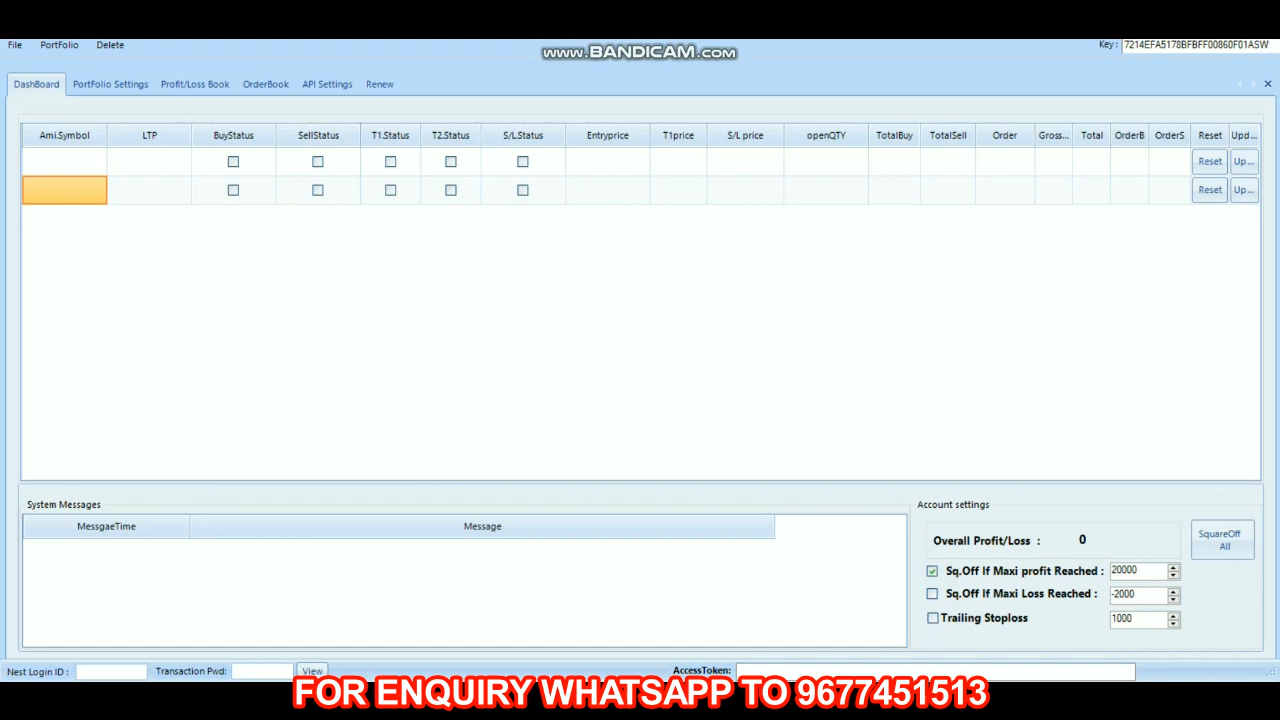 File PortFolio Delete
www.BANDICAM.com
Key : 7214EFA5178BFBFF00860F01ASW
DashBoard PortFolio Settings Profit/Loss Book OrderBook API Settings Renew
Ami.Symbol LTP BuyStatus SellStatus T1.Status T2.Status S/L.Status Entryprice T1price S/L price openQTY TotalBuy TotalSell Order Gross... Total OrderB OrderS Reset Upd...
Reset Up...
Reset Up...
System Messages
MessgaeTime Message
Account settings
Overall Profit/Loss : 0
SquareOff All
Sq.Off If Maxi profit Reached : 20000
Sq.Off If Maxi Loss Reached : -2000
Trailing Stoploss 1000
Nest Login ID : Transaction Pwd: View AccessToken:
FOR ENQUIRY WHATSAPP TO 9677451513